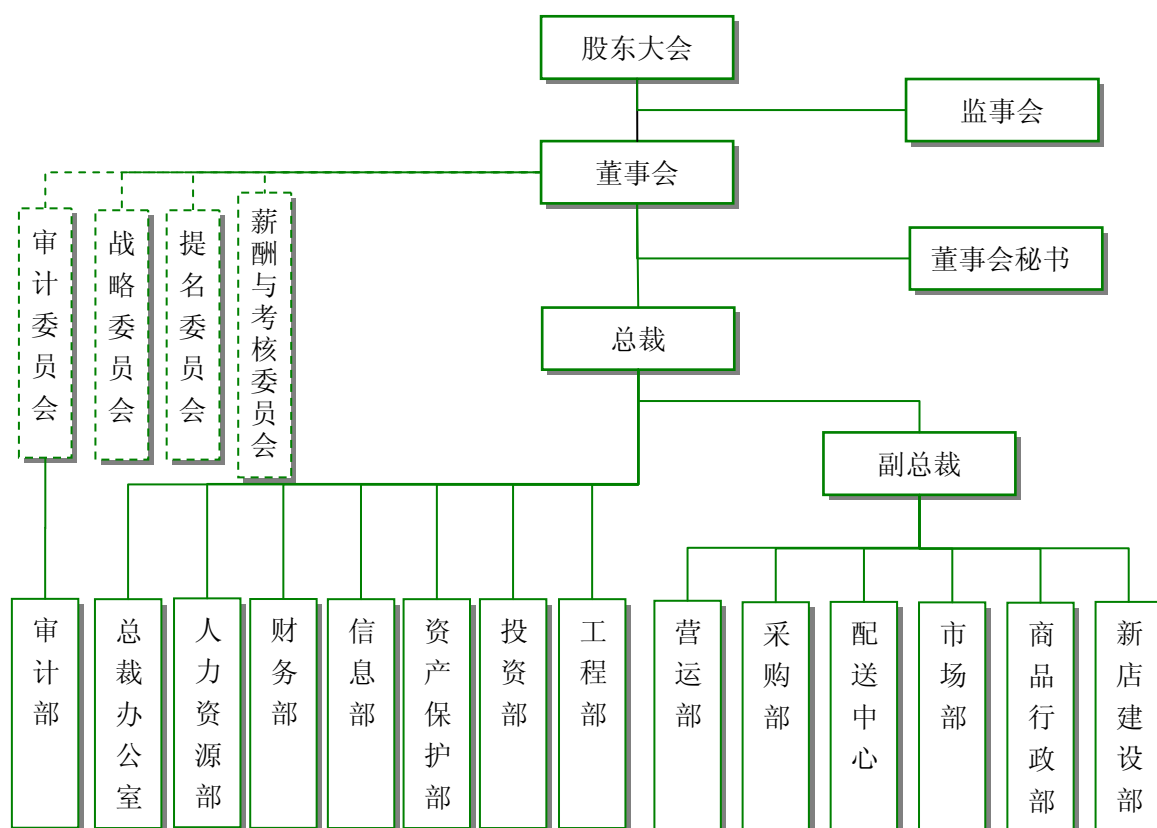 股东大会
监事会
董事会
审计委员会
战略委员会
提名委员会
薪酬与考核委员会
董事会秘书
总裁
副总裁
审计部
总裁办公室
人力资源部
财务部
信息部
资产保护部
投资部
工程部
营运部
采购部
配送中心
市场部
商品行政部
新店建设部